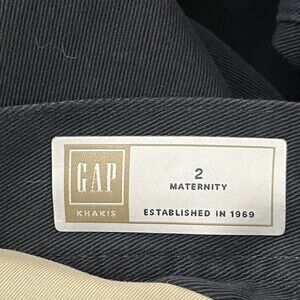 GAP
KHAKIS
2
MATERNITY
ESTABLISHED IN 1969